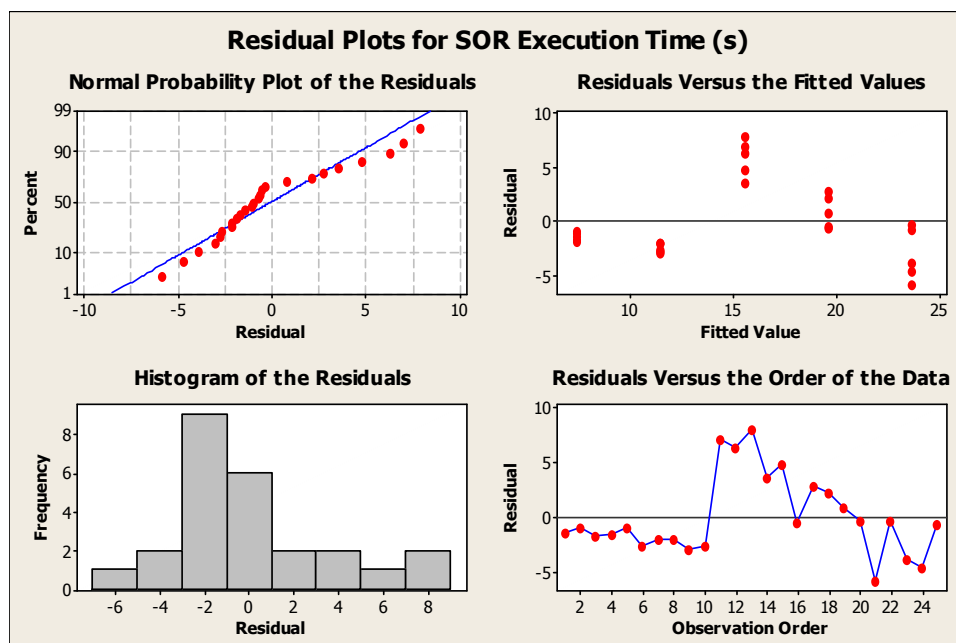 Residual Plots for SOR Execution Time (s)
Normal Probability Plot of the Residuals
99
90
50
10
1
Percent
-10 -5 0 5 10
Residual
Residuals Versus the Fitted Values
10
5
0
-5
Residual
10 15 20 25
Fitted Value
Histogram of the Residuals
8
6
4
2
0
Frequency
-6 -4 -2 0 2 4 6 8
Residual
Residuals Versus the Order of the Data
10
5
0
-5
Residual
2 4 6 8 10 12 14 16 18 20 22 24
Observation Order